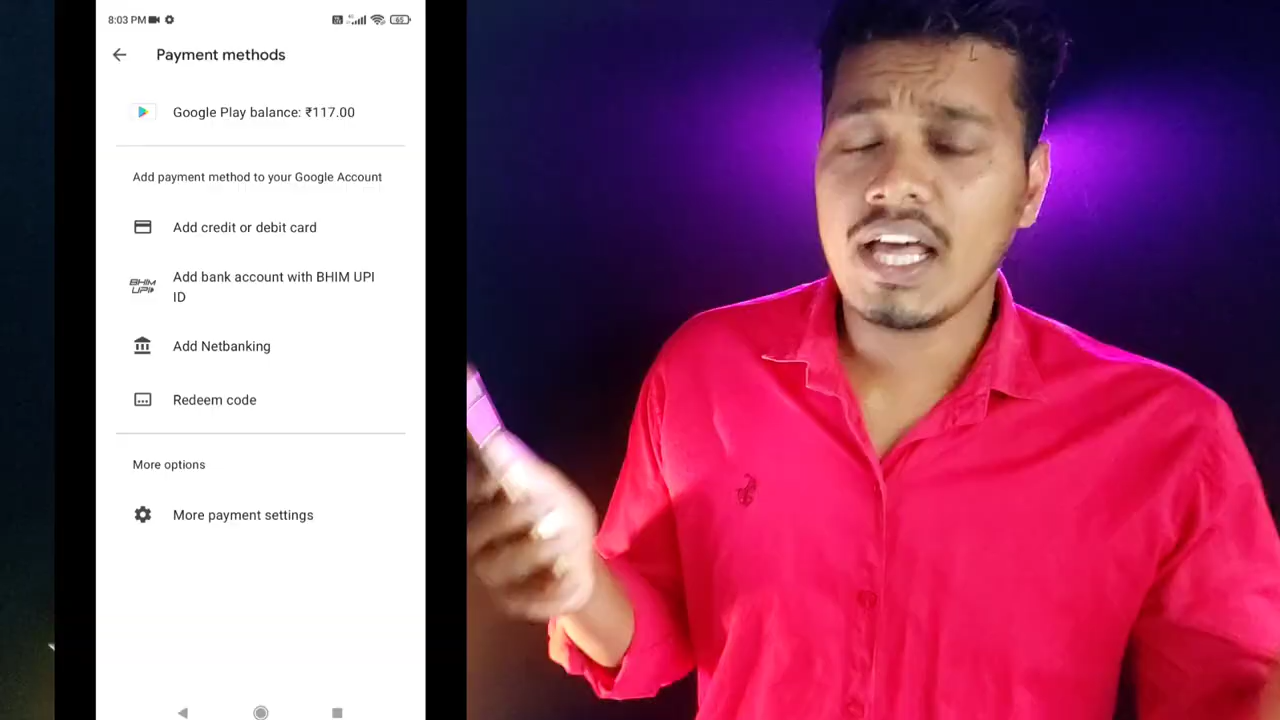 8:03 PM
65
Payment methods
Google Play balance: ₹117.00
Add payment method to your Google Account
Add credit or debit card
BHIM
UPI
Add bank account with BHIM UPI
ID
Add Netbanking
Redeem code
More options
More payment settings